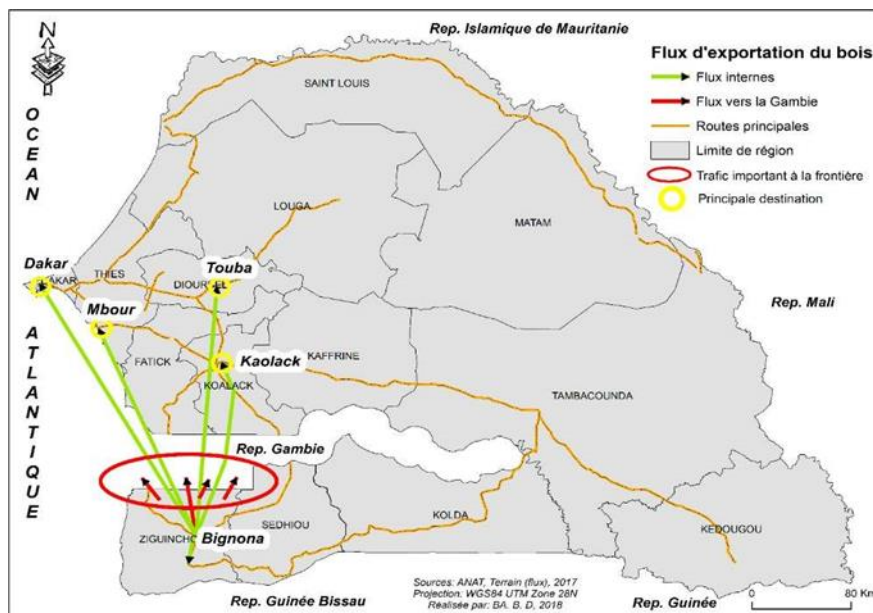 Rep. Islamique de Mauritanie
N
Flux d'exportation du bois
Flux internes
Flux vers la Gambie
Routes principales
Limite de région
Trafic important à la frontière
Principale destination
OCEAN
ATLANTIQUE
SAINT LOUIS
LOUGA
MATAM
Dakar
THIES
Touba
Mbour
Rep. Mali
FATICK
Kaolack
KAFFRINE
KOALACK
TAMBACOUNDA
Rep. Gambie
KOLDA
SEDHIOU
Bignona
KEDOUGOU
Rep. Guinée Bissau
Sources: ANAT, Terrain (flux), 2017
Projection: WGS84 UTM Zone 28N
Réalisée par: BA. B. D, 2018
Rep. Guinée
0
80 Km